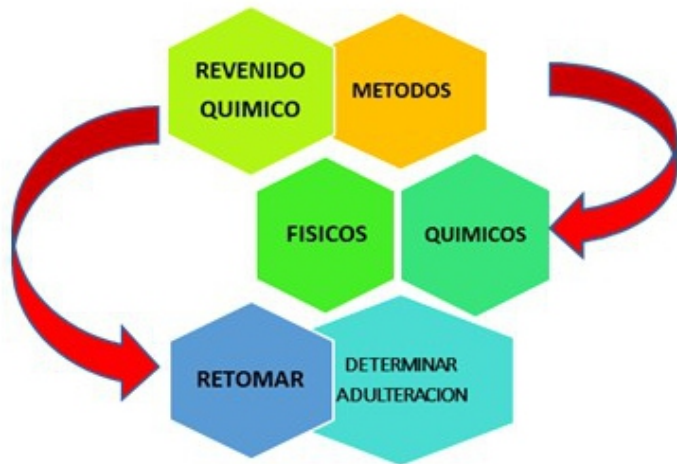 REVENIDO
QUIMICO
METODOS
FISICOS
QUIMICOS
RETOMAR
DETERMINAR
ADULTERACION